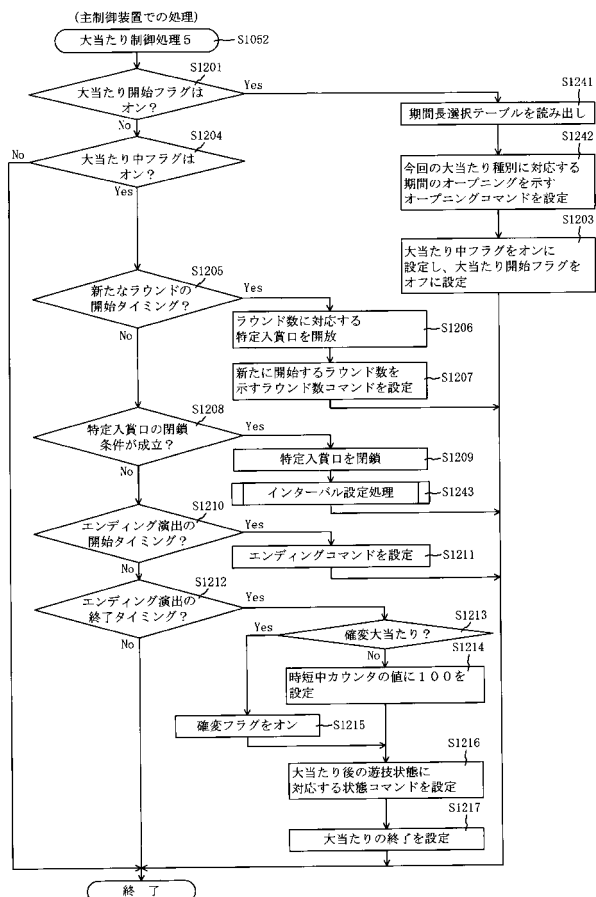 (主制御装置での処理)
大当たり制御処理5
S1052
S1201
大当たり開始フラグは
オン?
Yes
No
S1241
期間長選択テーブルを読み出し
S1242
今回の大当たり種別に対応する
期間のオープニングを示す
オープニングコマンドを設定
S1203
大当たり中フラグをオンに
設定し、大当たり開始フラグを
オフに設定
S1204
大当たり中フラグは
オン?
No
Yes
S1205
新たなラウンドの
開始タイミング?
Yes
No
ラウンド数に対応する
特定入賞口を開放
S1206
新たに開始するラウンド数を
示すラウンド数コマンドを設定
S1207
S1208
特定入賞口の閉鎖
条件が成立?
Yes
No
特定入賞口を閉鎖
S1209
インターバル設定処理
S1243
S1210
エンディング演出の
開始タイミング?
Yes
No
エンディングコマンドを設定
S1211
S1212
エンディング演出の
終了タイミング?
Yes
No
S1213
確変大当たり?
Yes
No
S1214
時短中カウンタの値に100を
設定
確変フラグをオン
S1215
S1216
大当たり後の遊技状態に
対応する状態コマンドを設定
S1217
大当たりの終了を設定
終 了